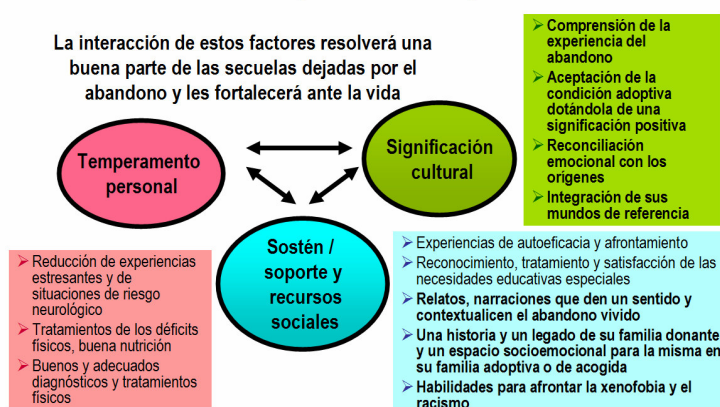 La interacción de estos factores resolverá una
buena parte de las secuelas dejadas por el
abandono y les fortalecerá ante la vida
Comprensión de la
experiencia del
abandono
Aceptación de la
condición adoptiva
dotándola de una
significación positiva
Reconciliación
emocional con los
orígenes
Integración de sus
mundos de referencia
Temperamento
personal
Significación
cultural
Sostén /
soporte y
recursos
sociales
Reducción de experiencias
estresantes y de
situaciones de riesgo
neurológico
Tratamientos de los déficits
físicos, buena nutrición
Buenos y adecuados
diagnósticos y tratamientos
físicos
Experiencias de autoeficacia y afrontamiento
Reconocimiento, tratamiento y satisfacción de las
necesidades educativas especiales
Relatos, narraciones que den un sentido y
contextualicen el abandono vivido
Una historia y un legado de su familia donante
y un espacio socioemocional para la misma en
su familia adoptiva o de acogida
Habilidades para afrontar la xenofobia y el
racismo